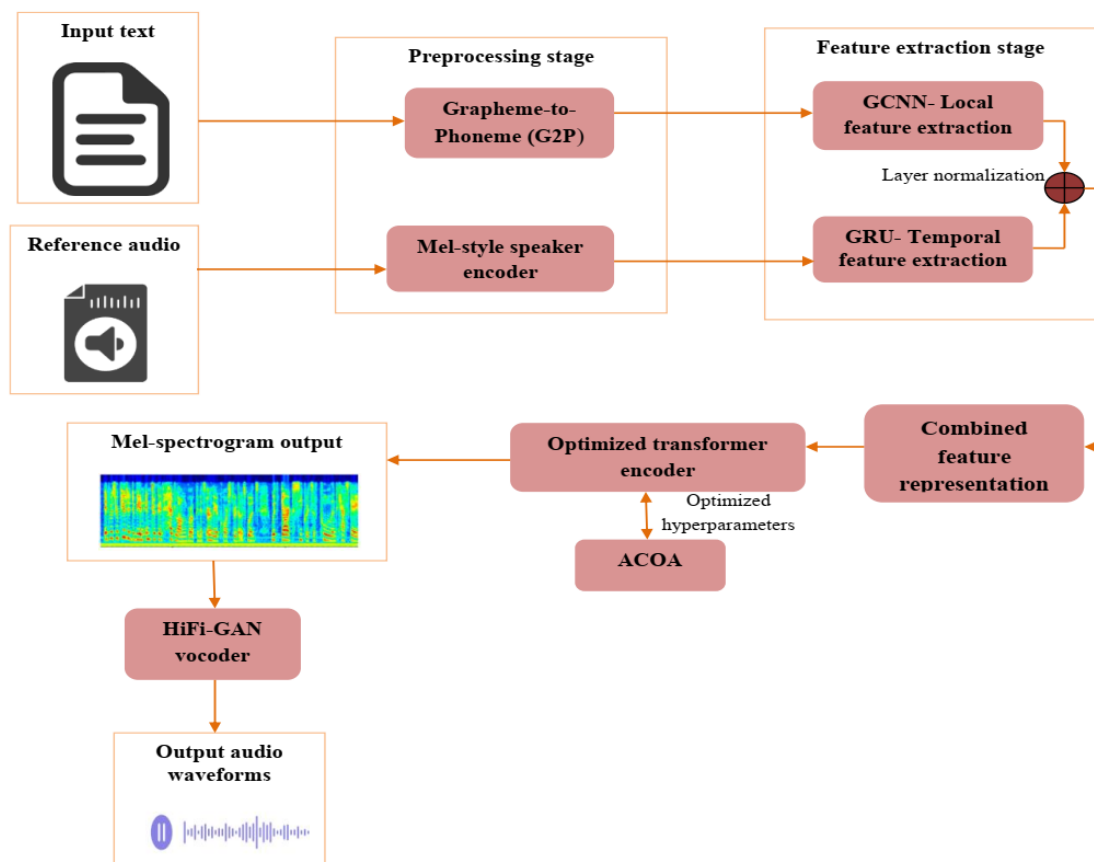 Input text
Preprocessing stage
Feature extraction stage
Grapheme-to-
Phoneme (G2P)
GCNN- Local
feature extraction
Layer normalization
Reference audio
Mel-style speaker
encoder
GRU- Temporal
feature extraction
Mel-spectrogram output
Optimized transformer
encoder
Combined
feature
representation
Optimized
hyperparameters
ACOA
HiFi-GAN
vocoder
Output audio
waveforms